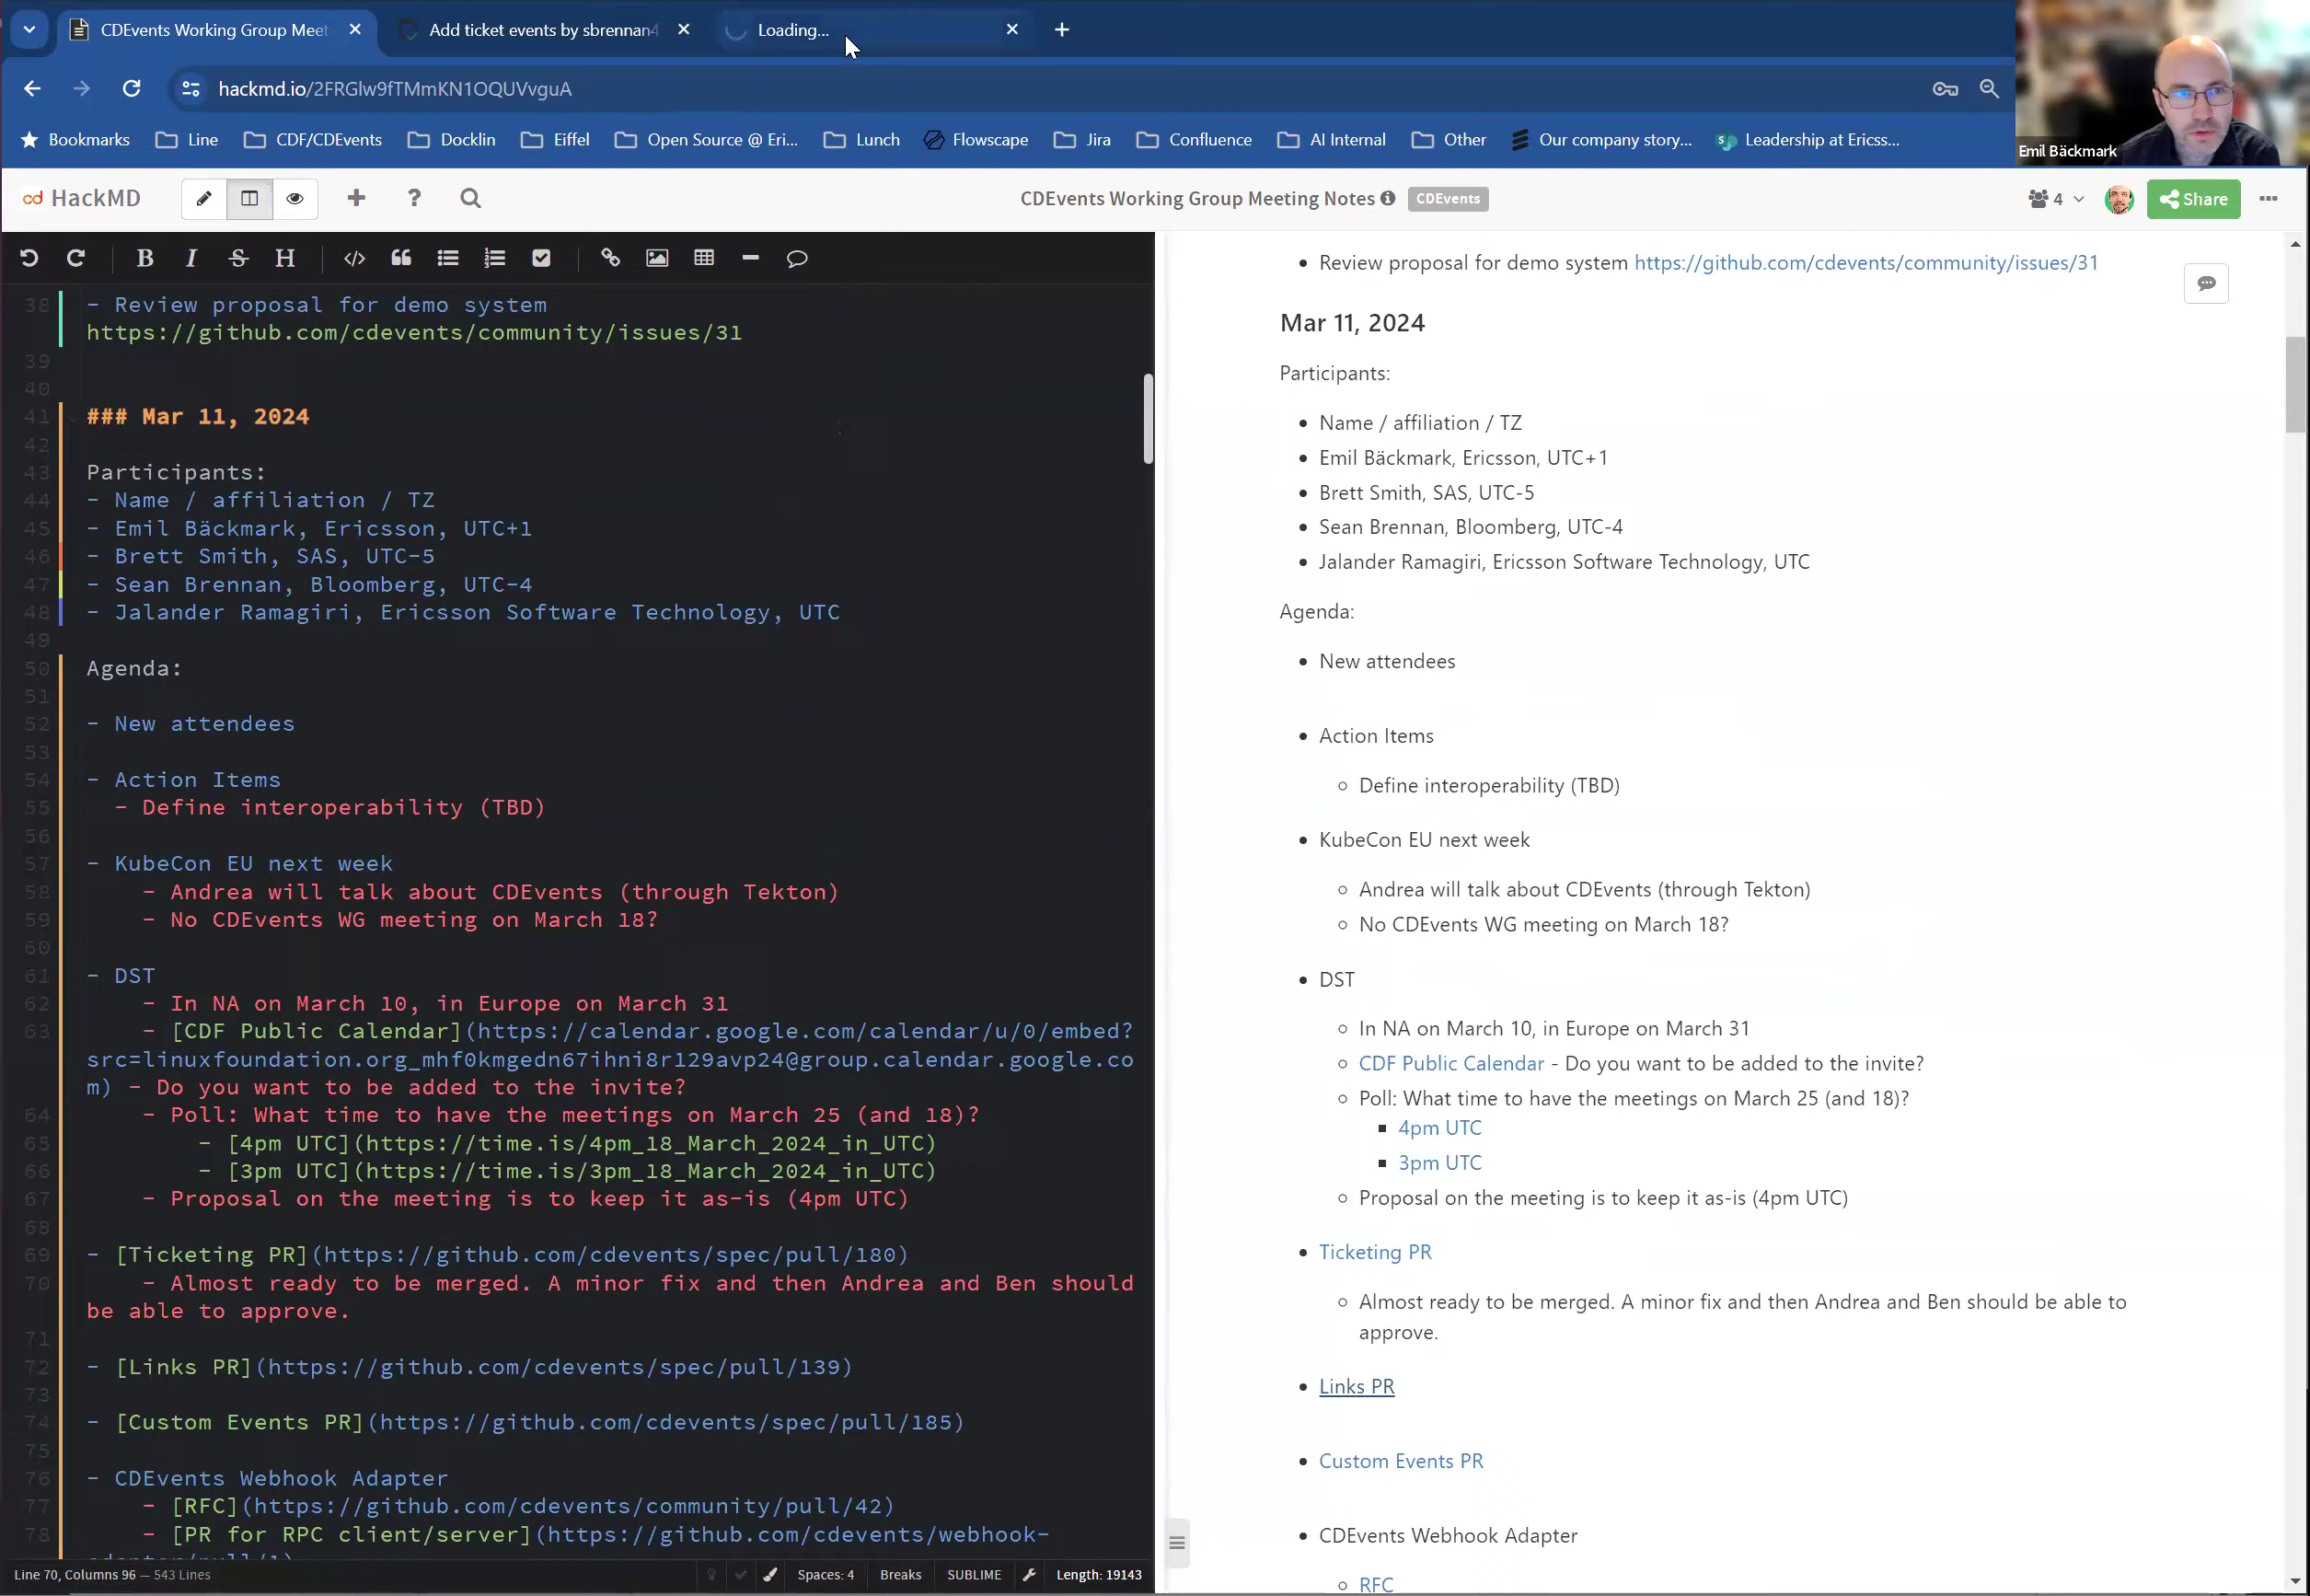 CDEvents Working Group Meet
Add ticket events by sbrennan4
Loading...
hackmd.io/2FRGlw9fTMmKN1OQUVvguA
Bookmarks
Line
CDF/CDEvents
Docklin
Eiffel
Open Source @ Eri...
Lunch
Flowscape
Jira
Confluence
AI Internal
Other
Our company story...
Leadership at Ericss...
Emil Bäckmark
HackMD
CDEvents Working Group Meeting Notes
CDEvents
4
Share
38 - Review proposal for demo system
https://github.com/cdevents/community/issues/31
39
40
41 ### Mar 11, 2024
42
43 Participants:
44 - Name / affiliation / TZ
45 - Emil Bäckmark, Ericsson, UTC+1
46 - Brett Smith, SAS, UTC-5
47 - Sean Brennan, Bloomberg, UTC-4
48 - Jalander Ramagiri, Ericsson Software Technology, UTC
49
50 Agenda:
51
52 - New attendees
53
54 - Action Items
55 - Define interoperability (TBD)
56
57 - KubeCon EU next week
58 - Andrea will talk about CDEvents (through Tekton)
59 - No CDEvents WG meeting on March 18?
60
61 - DST
62 - In NA on March 10, in Europe on March 31
63 - [CDF Public Calendar](https://calendar.google.com/calendar/u/0/embed?
src=linuxfoundation.org_mhf0kmgedn67ihni8r129avp24@group.calendar.google.co
m) - Do you want to be added to the invite?
64 - Poll: What time to have the meetings on March 25 (and 18)?
65 - [4pm UTC](https://time.is/4pm_18_March_2024_in_UTC)
66 - [3pm UTC](https://time.is/3pm_18_March_2024_in_UTC)
67 - Proposal on the meeting is to keep it as-is (4pm UTC)
68
69 - [Ticketing PR](https://github.com/cdevents/spec/pull/180)
70 - Almost ready to be merged. A minor fix and then Andrea and Ben should
be able to approve.
71
72 - [Links PR](https://github.com/cdevents/spec/pull/139)
73
74 - [Custom Events PR](https://github.com/cdevents/spec/pull/185)
75
76 - CDEvents Webhook Adapter
77 - [RFC](https://github.com/cdevents/community/pull/42)
78 - [PR for RPC client/server](https://github.com/cdevents/webhook-
Line 70, Columns 96 — 543 Lines
Spaces: 4
Breaks
SUBLIME
Length: 19143
• Review proposal for demo system https://github.com/cdevents/community/issues/31
Mar 11, 2024
Participants:
• Name / affiliation / TZ
• Emil Bäckmark, Ericsson, UTC+1
• Brett Smith, SAS, UTC-5
• Sean Brennan, Bloomberg, UTC-4
• Jalander Ramagiri, Ericsson Software Technology, UTC
Agenda:
• New attendees
• Action Items
◦ Define interoperability (TBD)
• KubeCon EU next week
◦ Andrea will talk about CDEvents (through Tekton)
◦ No CDEvents WG meeting on March 18?
• DST
◦ In NA on March 10, in Europe on March 31
◦ CDF Public Calendar - Do you want to be added to the invite?
◦ Poll: What time to have the meetings on March 25 (and 18)?
▪ 4pm UTC
▪ 3pm UTC
◦ Proposal on the meeting is to keep it as-is (4pm UTC)
• Ticketing PR
◦ Almost ready to be merged. A minor fix and then Andrea and Ben should be able to
approve.
• Links PR
• Custom Events PR
• CDEvents Webhook Adapter
◦ RFC